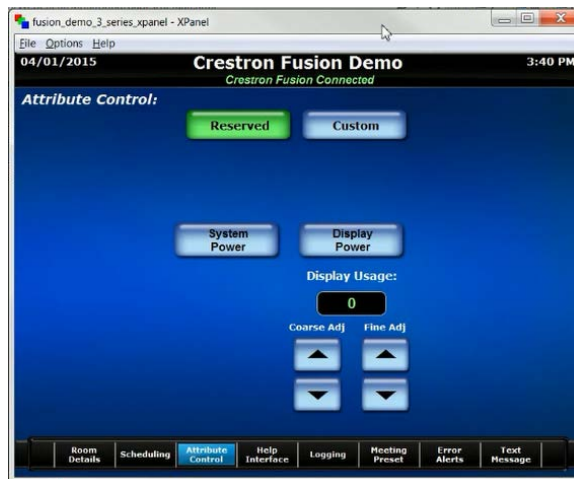 fusion_demo_3_series_xpanel - XPanel
File Options Help
04/01/2015 Crestron Fusion Demo 3:40 PM
Crestron Fusion Connected
Attribute Control:
Reserved Custom
System Power Display Power
Display Usage:
0
Coarse Adj Fine Adj
Room Details Scheduling Attribute Control Help Interface Logging Meeting Preset Error Alerts Text Message